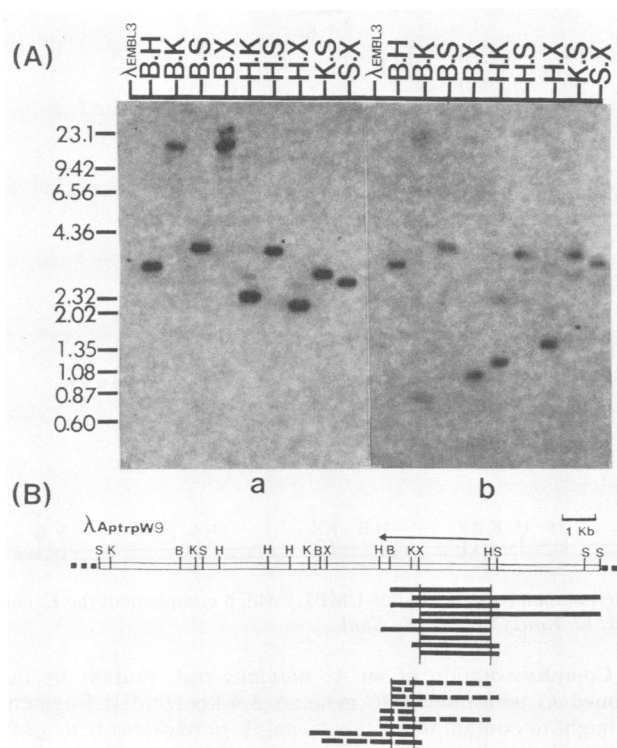 (A)
λEMBL3 B.H B.K B.S B.X H.K H.S H.X K.S S.X λEMBL3 B.H B.K B.S B.X H.K H.S H.X K.S S.X
23.1
9.42
6.56
4.36
2.32
2.02
1.35
1.08
0.87
0.60
a b
(B)
λAptrpW9
1 Kb
S K B K S H H H K B X H B K X H S S S